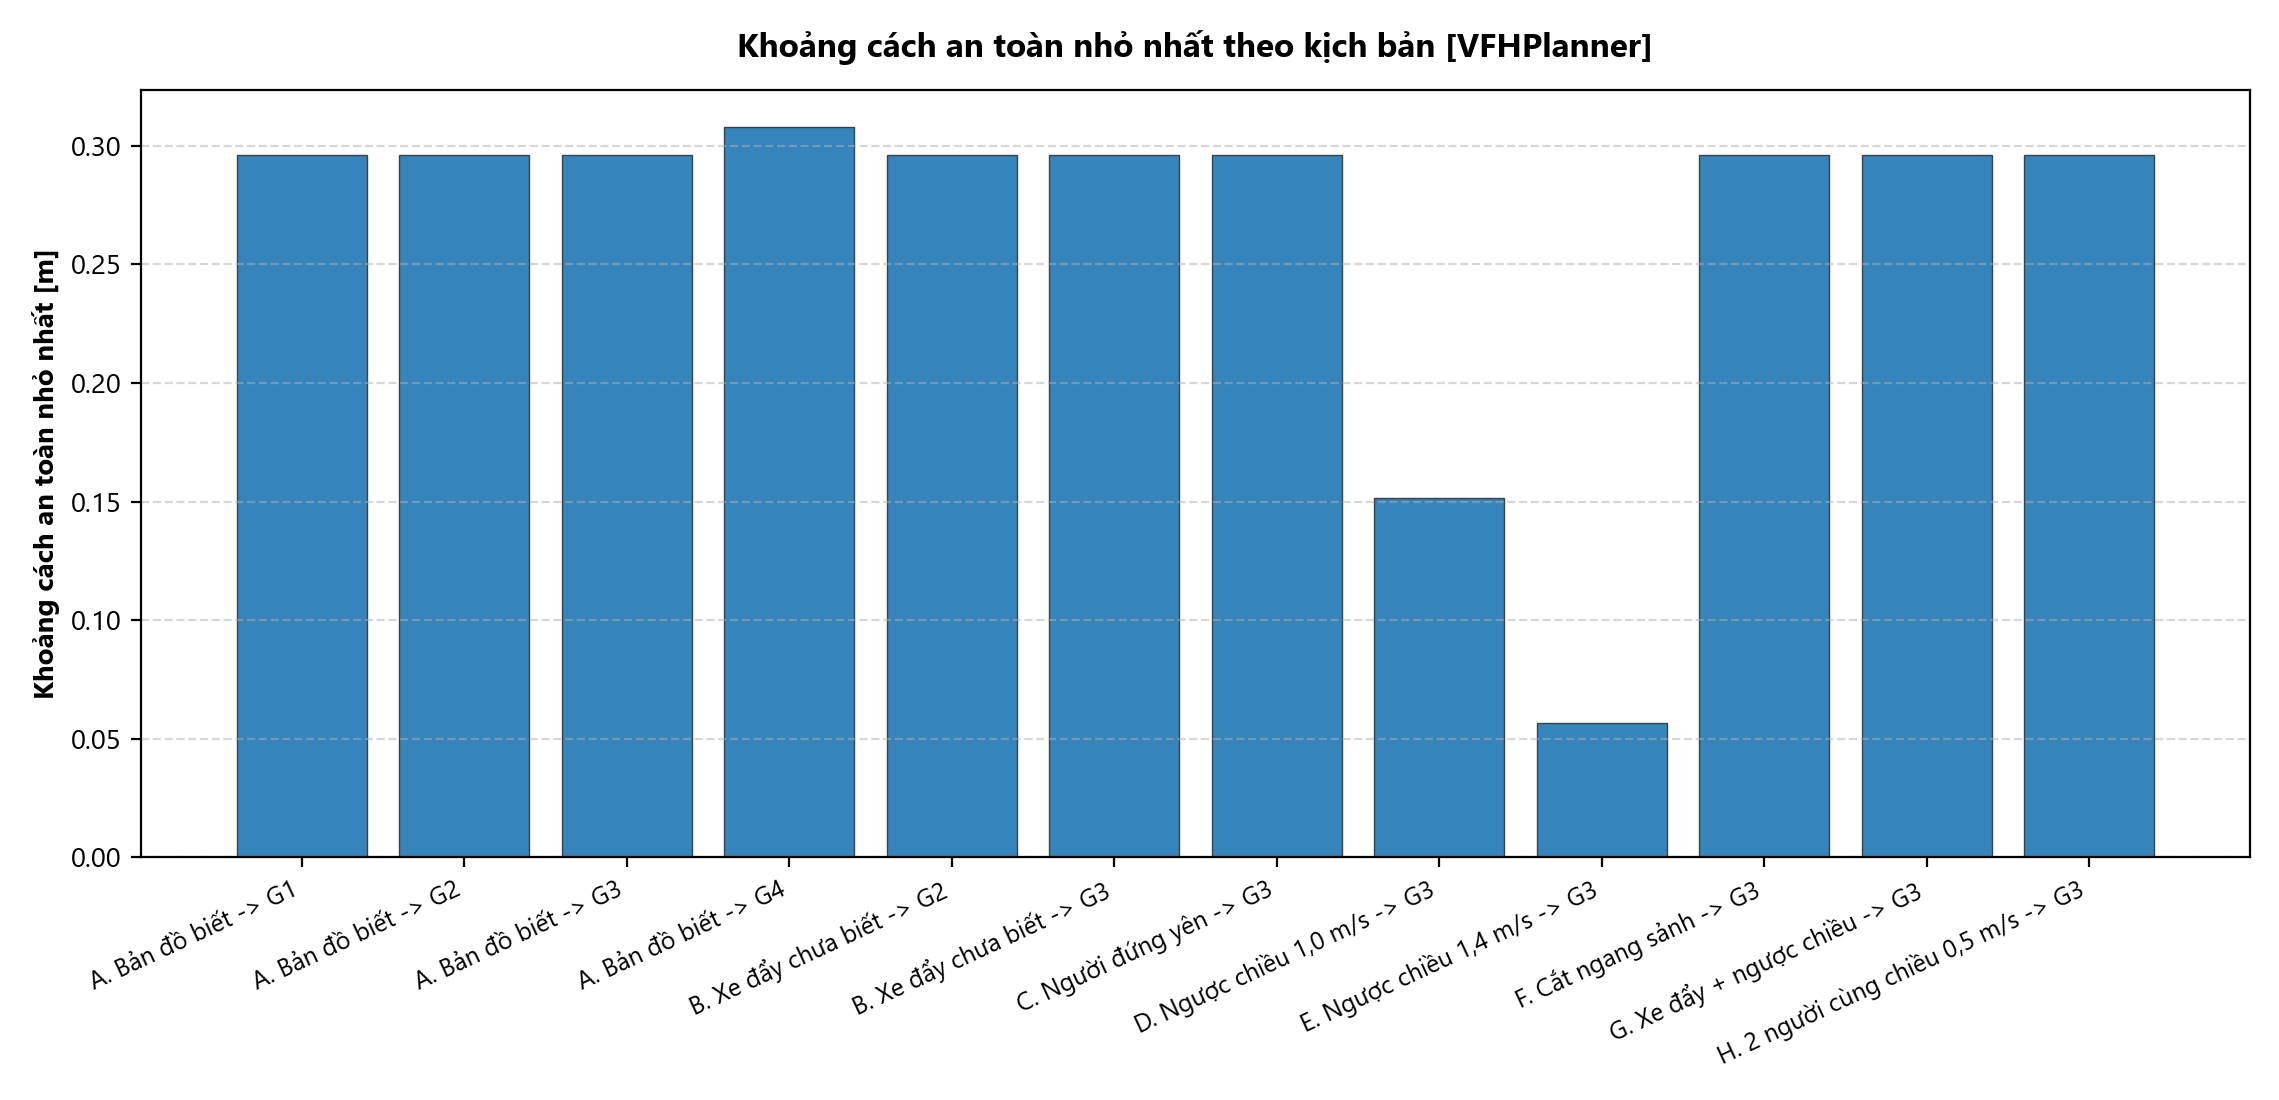 Khoảng cách an toàn nhỏ nhất theo kịch bản [VFHPlanner]
Khoảng cách an toàn nhỏ nhất [m]
0.30
0.25
0.20
0.15
0.10
0.05
0.00
A. Bản đồ biết -> G1
A. Bản đồ biết -> G2
A. Bản đồ biết -> G3
A. Bản đồ biết -> G4
B. Xe đẩy chưa biết -> G2
B. Xe đẩy chưa biết -> G3
C. Người đứng yên -> G3
D. Ngược chiều 1,0 m/s -> G3
E. Ngược chiều 1,4 m/s -> G3
F. Cắt ngang sảnh -> G3
G. Xe đẩy + ngược chiều -> G3
H. 2 người cùng chiều 0,5 m/s -> G3